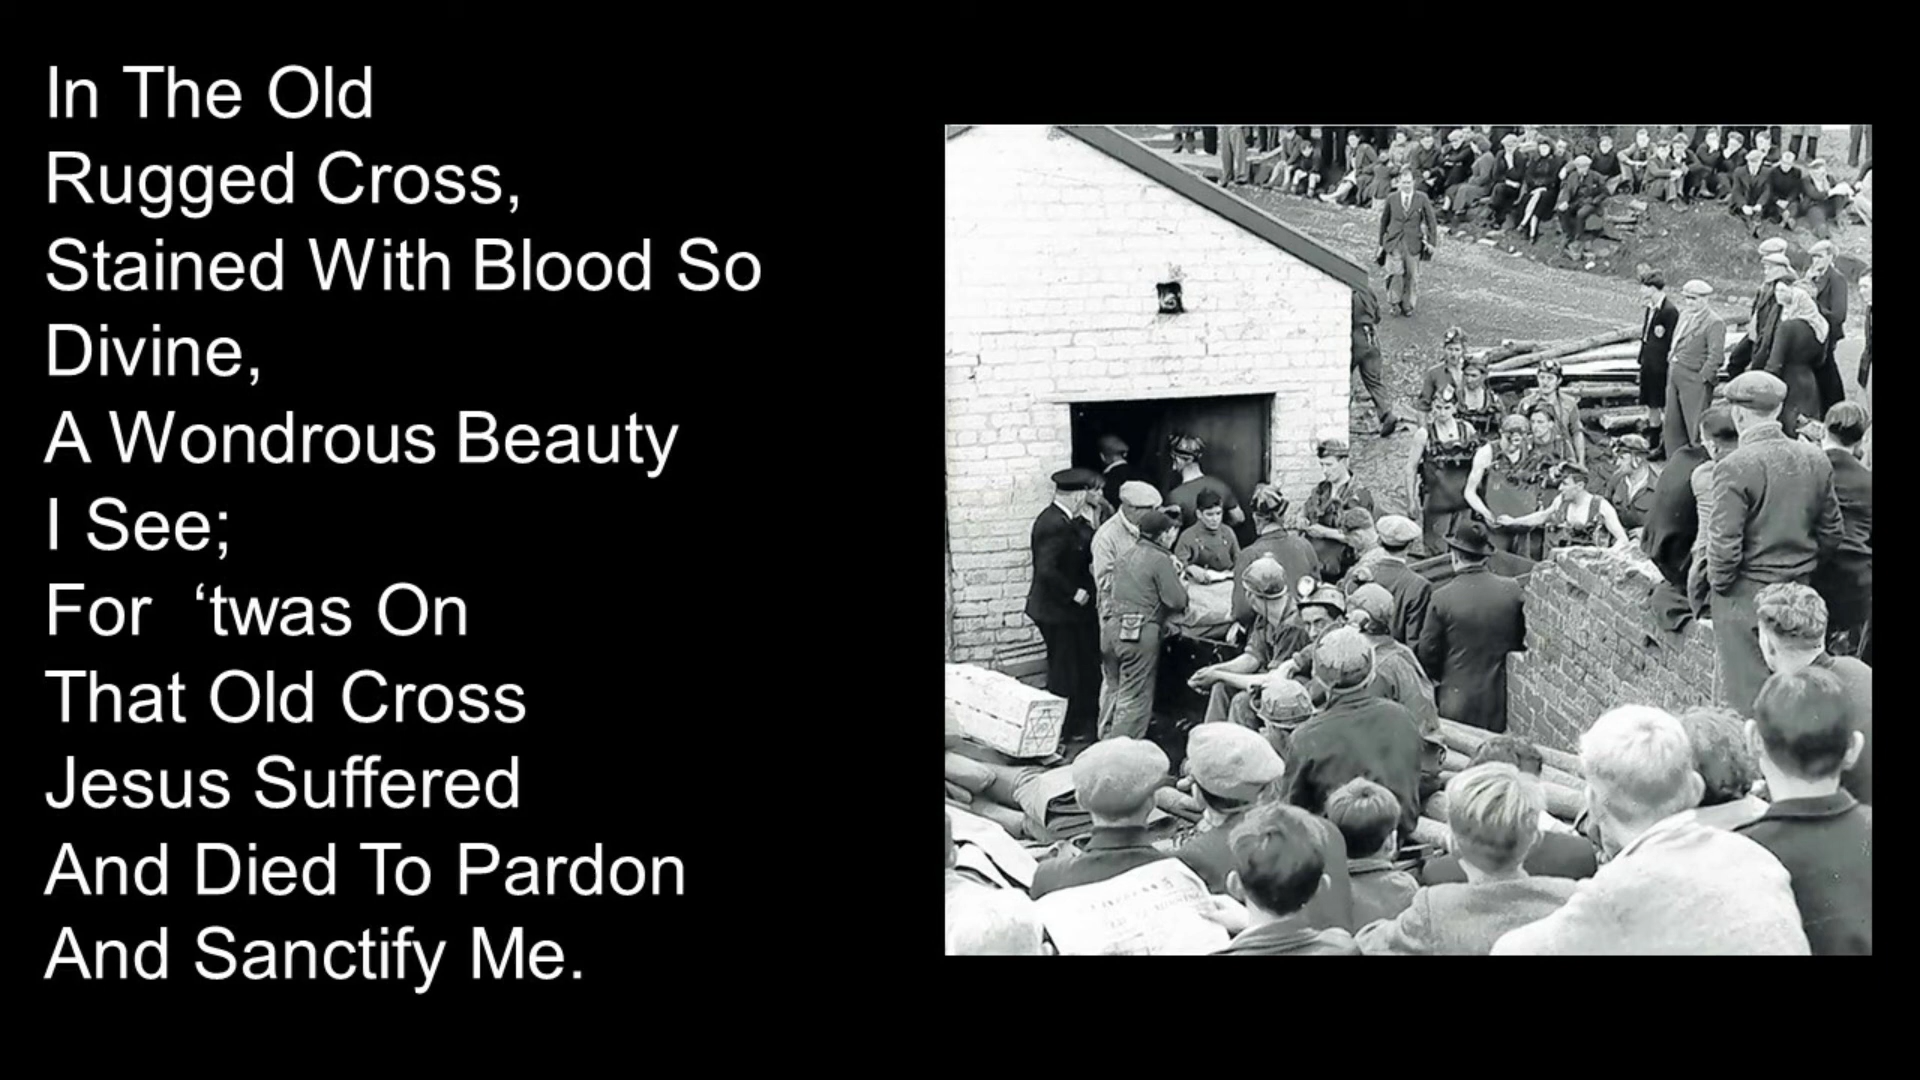 In The Old
Rugged Cross,
Stained With Blood So
Divine,
A Wondrous Beauty
I See;
For  ‘twas On
That Old Cross
Jesus Suffered
And Died To Pardon
And Sanctify Me.